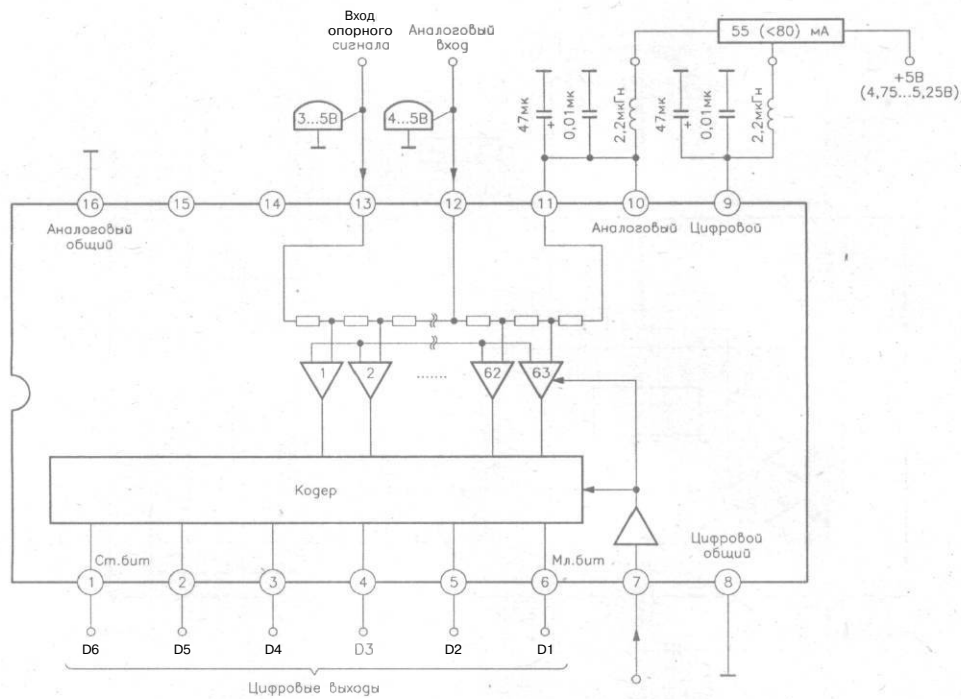 Вход
опорного
сигнала
Аналоговый
вход
55 (<80) мА
+5В
(4,75...5,25В)
3...5В
4...5В
47мк
+
0,01мк
2,2мкГн
47мк
+
0,01мк
2,2мкГн
16
15
14
13
12
11
10
9
Аналоговый
общий
Аналоговый
Цифровой
1
2
.......
62
63
Кодер
Ст.бит
Мл.бит
Цифровой
общий
1
2
3
4
5
6
7
8
D6
D5
D4
D3
D2
D1
Цифровые выходы